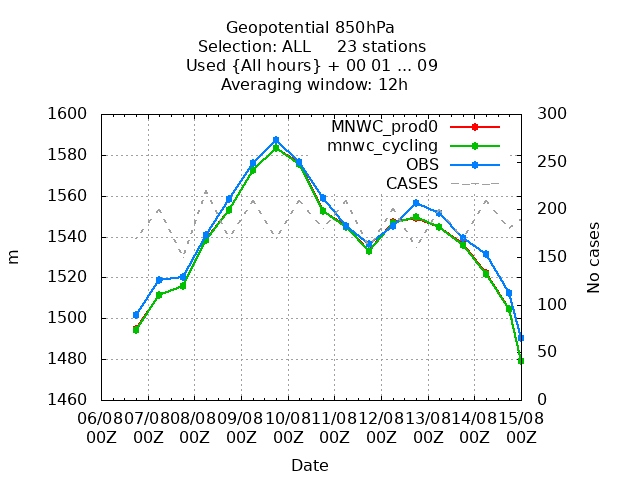 Geopotential 850hPa
Selection: ALL     23 stations
Used {All hours} + 00 01 ... 09
Averaging window: 12h
MNWC_prod0
mnwc_cycling
OBS
CASES
1600
1580
1560
1540
1520
1500
1480
1460
300
250
200
150
100
50
0
m
No cases
06/08 07/08 08/08 09/08 10/08 11/08 12/08 13/08 14/08 15/08
00Z 00Z 00Z 00Z 00Z 00Z 00Z 00Z 00Z 00Z
Date